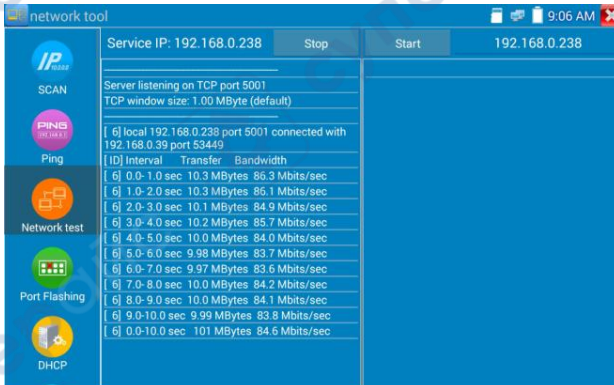 network tool
9:06 AM
Service IP: 192.168.0.238
Stop
Start
192.168.0.238
IP
SCAN
PING
Ping
Network test
Port Flashing
DHCP
Server listening on TCP port 5001
TCP window size: 1.00 MByte (default)
[ 6] local 192.168.0.238 port 5001 connected with
192.168.0.39 port 53449
[ ID] Interval Transfer Bandwidth
[ 6] 0.0- 1.0 sec 10.3 MBytes 86.3 Mbits/sec
[ 6] 1.0- 2.0 sec 10.3 MBytes 86.1 Mbits/sec
[ 6] 2.0- 3.0 sec 10.1 MBytes 84.9 Mbits/sec
[ 6] 3.0- 4.0 sec 10.2 MBytes 85.7 Mbits/sec
[ 6] 4.0- 5.0 sec 10.0 MBytes 84.0 Mbits/sec
[ 6] 5.0- 6.0 sec 9.98 MBytes 83.7 Mbits/sec
[ 6] 6.0- 7.0 sec 9.97 MBytes 83.6 Mbits/sec
[ 6] 7.0- 8.0 sec 10.0 MBytes 84.2 Mbits/sec
[ 6] 8.0- 9.0 sec 10.0 MBytes 84.1 Mbits/sec
[ 6] 9.0-10.0 sec 9.99 MBytes 83.8 Mbits/sec
[ 6] 0.0-10.0 sec 101 MBytes 84.6 Mbits/sec